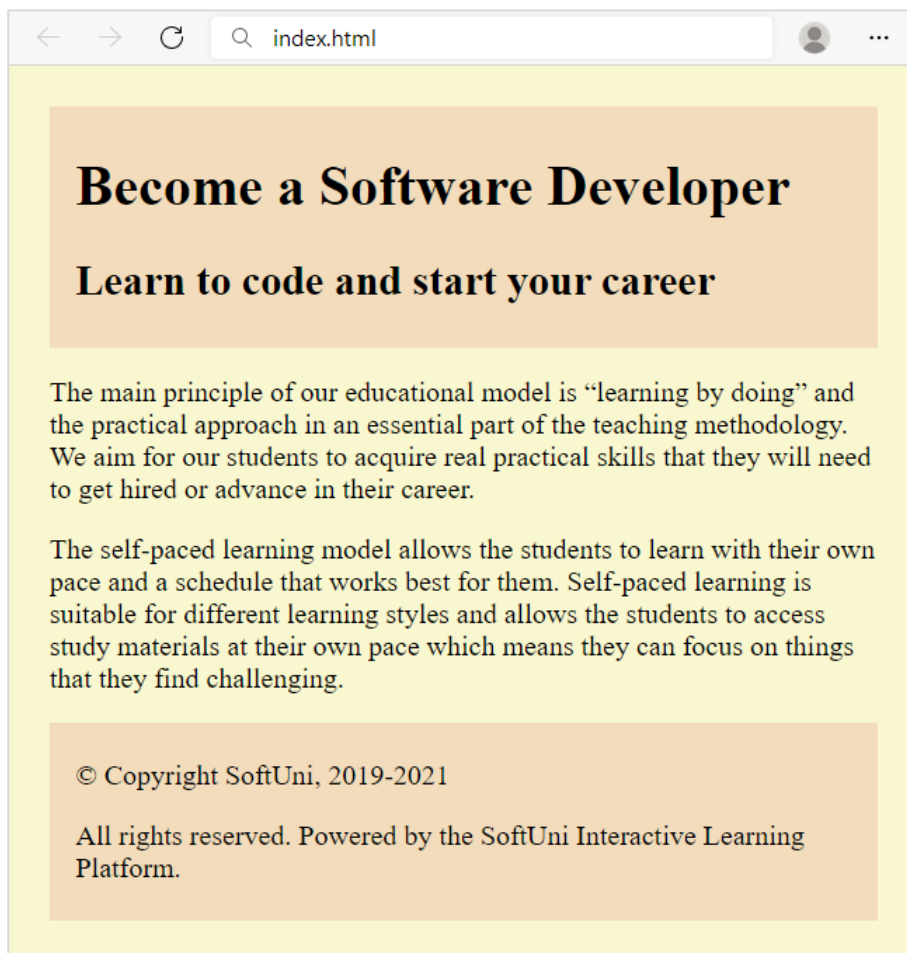 index.html
Become a Software Developer
Learn to code and start your career
The main principle of our educational model is “learning by doing” and
the practical approach in an essential part of the teaching methodology.
We aim for our students to acquire real practical skills that they will need
to get hired or advance in their career.
The self-paced learning model allows the students to learn with their own
pace and a schedule that works best for them. Self-paced learning is
suitable for different learning styles and allows the students to access
study materials at their own pace which means they can focus on things
that they find challenging.
© Copyright SoftUni, 2019-2021
All rights reserved. Powered by the SoftUni Interactive Learning
Platform.